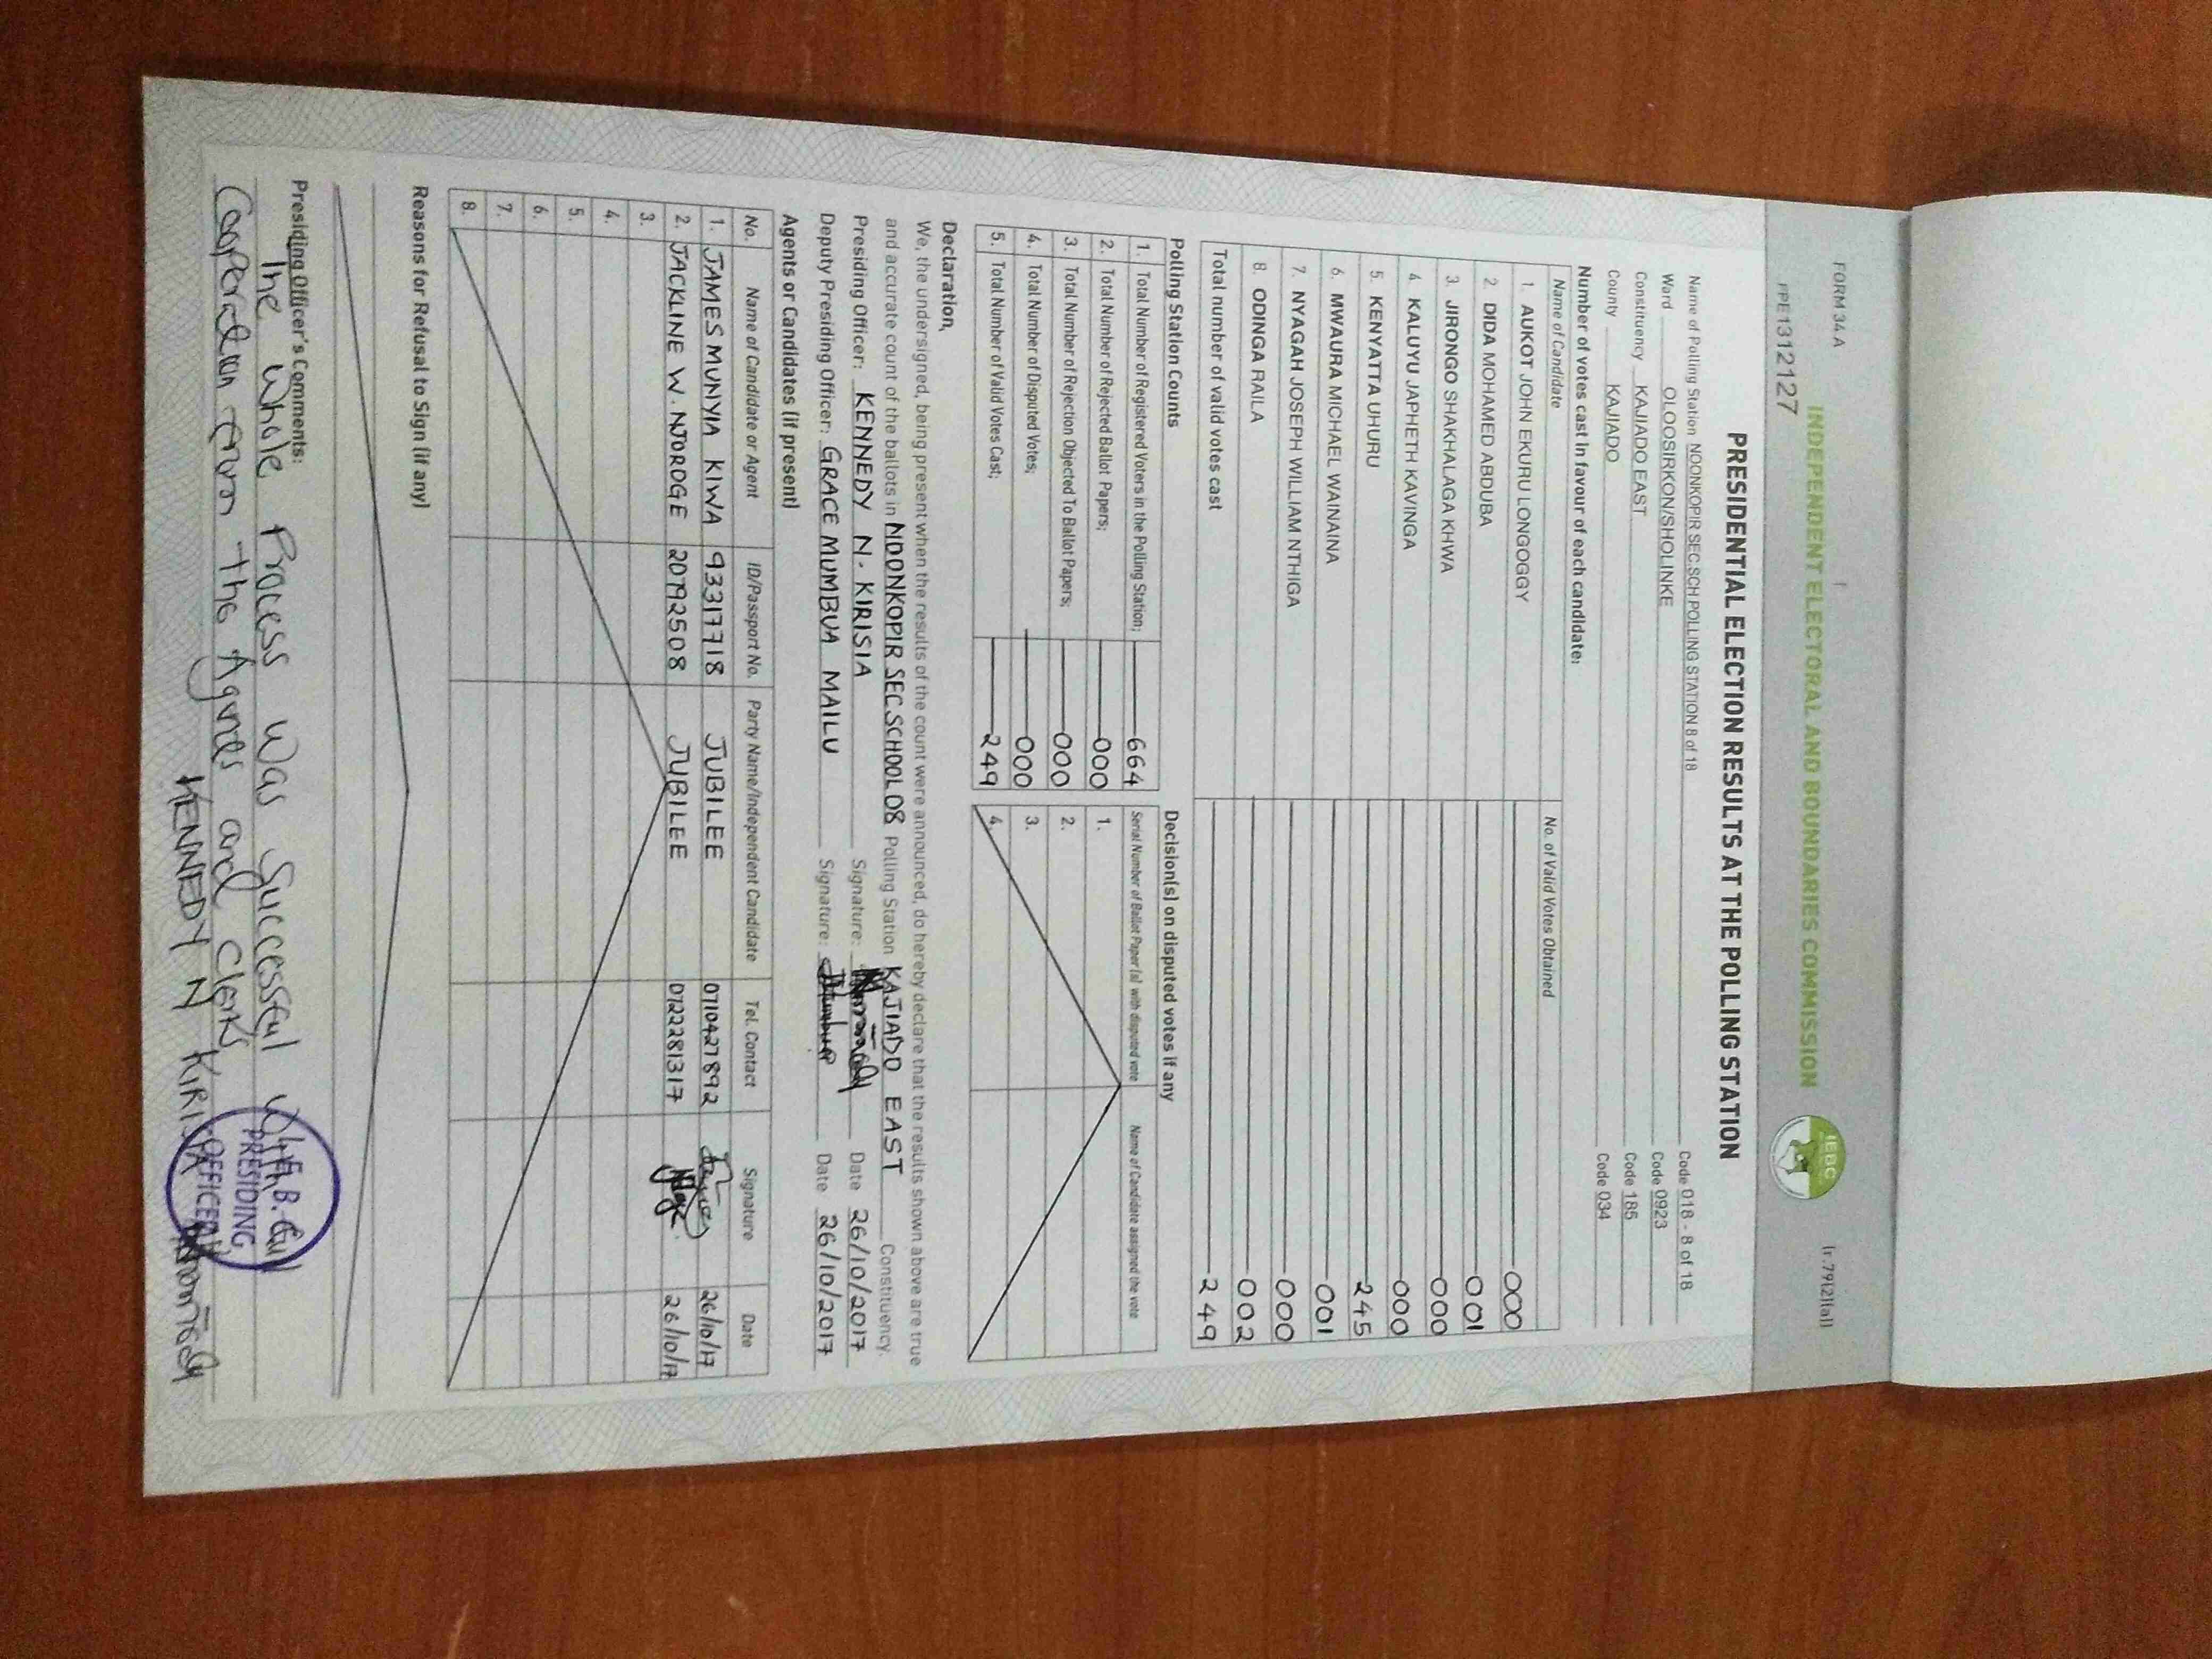 FORM 34A
(r.79(2)(a))
INDEPENDENT ELECTORAL AND BOUNDARIES COMMISSION
IEBC
PPE1312127
PRESIDENTIAL ELECTION RESULTS AT THE POLLING STATION
Name of Polling Station NOONKOPIR SEC.SCH POLLING STATION 8 of 18 Code 018 - 8 of 18
Ward OLOOSIRKON/SHOLINKE Code 0923
Constituency KAJIADO EAST Code 185
County KAJIADO Code 034
Number of votes cast in favour of each candidate:
Name of Candidate No. of Valid Votes Obtained
1. AUKOT JOHN EKURU LONGOGGY 000
2. DIDA MOHAMED ABDUBA 001
3. JIRONGO SHAKHALAGA KHWA 000
4. KALUYU JAPHETH KAVINGA 000
5. KENYATTA UHURU 245
6. MWAURA MICHAEL WAINAINA 001
7. NYAGAH JOSEPH WILLIAM NTHIGA 000
8. ODINGA RAILA 002
Total number of valid votes cast 249
Polling Station Counts
1. Total Number of Registered Voters in the Polling Station; 664
2. Total Number of Rejected Ballot Papers; 000
3. Total Number of Rejection Objected To Ballot Papers; 000
4. Total Number of Disputed Votes; 000
5. Total Number of Valid Votes Cast; 249
Decision(s) on disputed votes if any
Serial Number of Ballot Paper (s) with disputed vote Name of Candidate assigned the vote
1.
2.
3.
4.
Declaration,
We, the undersigned, being present when the results of the count were announced, do hereby declare that the results shown above are true
and accurate count of the ballots in NOONKOPIR SEC.SCHOOL 08 Polling Station KAJIADO EAST Constituency.
Presiding Officer: KENNEDY N. KIRISIA Signature: Date 26/10/2017
Deputy Presiding Officer: GRACE MUMBUA MAILU Signature: Date 26/10/2017
Agents or Candidates (if present)
No. Name of Candidate or Agent ID/Passport No. Party Name/Independent Candidate Tel. Contact Signature Date
1. JAMES MUNYIA KIWA 93317718 JUBILEE 0710427892 26/10/17
2. JACKLINE W. NJOROGE 20792508 JUBILEE 0722281317 26/10/17
3.
4.
5.
6.
7.
8.
Reasons for Refusal to Sign (if any)
Presiding Officer's Comments:
The whole Process was Successful with full
Cooperation from the Agents and Clerks
KENNEDY N KIRISIA
I.E.B.C
PRESIDING
OFFICER